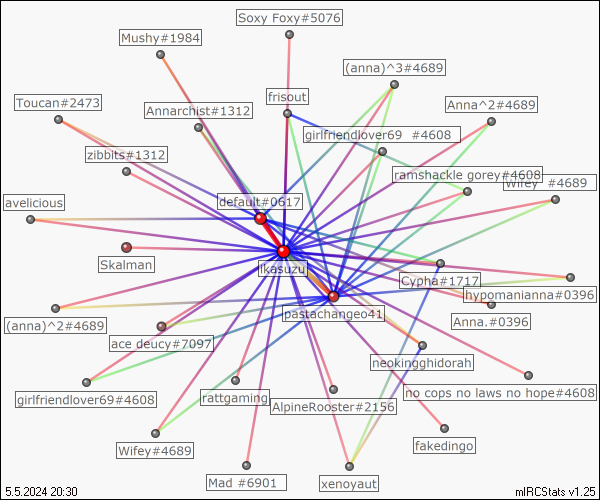 Soxy Foxy#5076
Mushy#1984
(anna)^3#4689
frisout
Toucan#2473
Annarchist#1312
Anna^2#4689
girlfriendlover69 #4608
zibbits#1312
ramshackle gorey#4608
Wifey #4689
default#0617
avelicious
Skalman
ikasuzu
Cypha#1717
hypomanianna#0396
pastachangeo41
Anna.#0396
(anna)^2#4689
ace deucy#7097
neokingghidorah
no cops no laws no hope#4608
girlfriendlover69#4608
rattgaming
AlpineRooster#2156
fakedingo
Wifey#4689
Mad #6901
xenoyaut
5.5.2024 20:30
mIRCStats v1.25